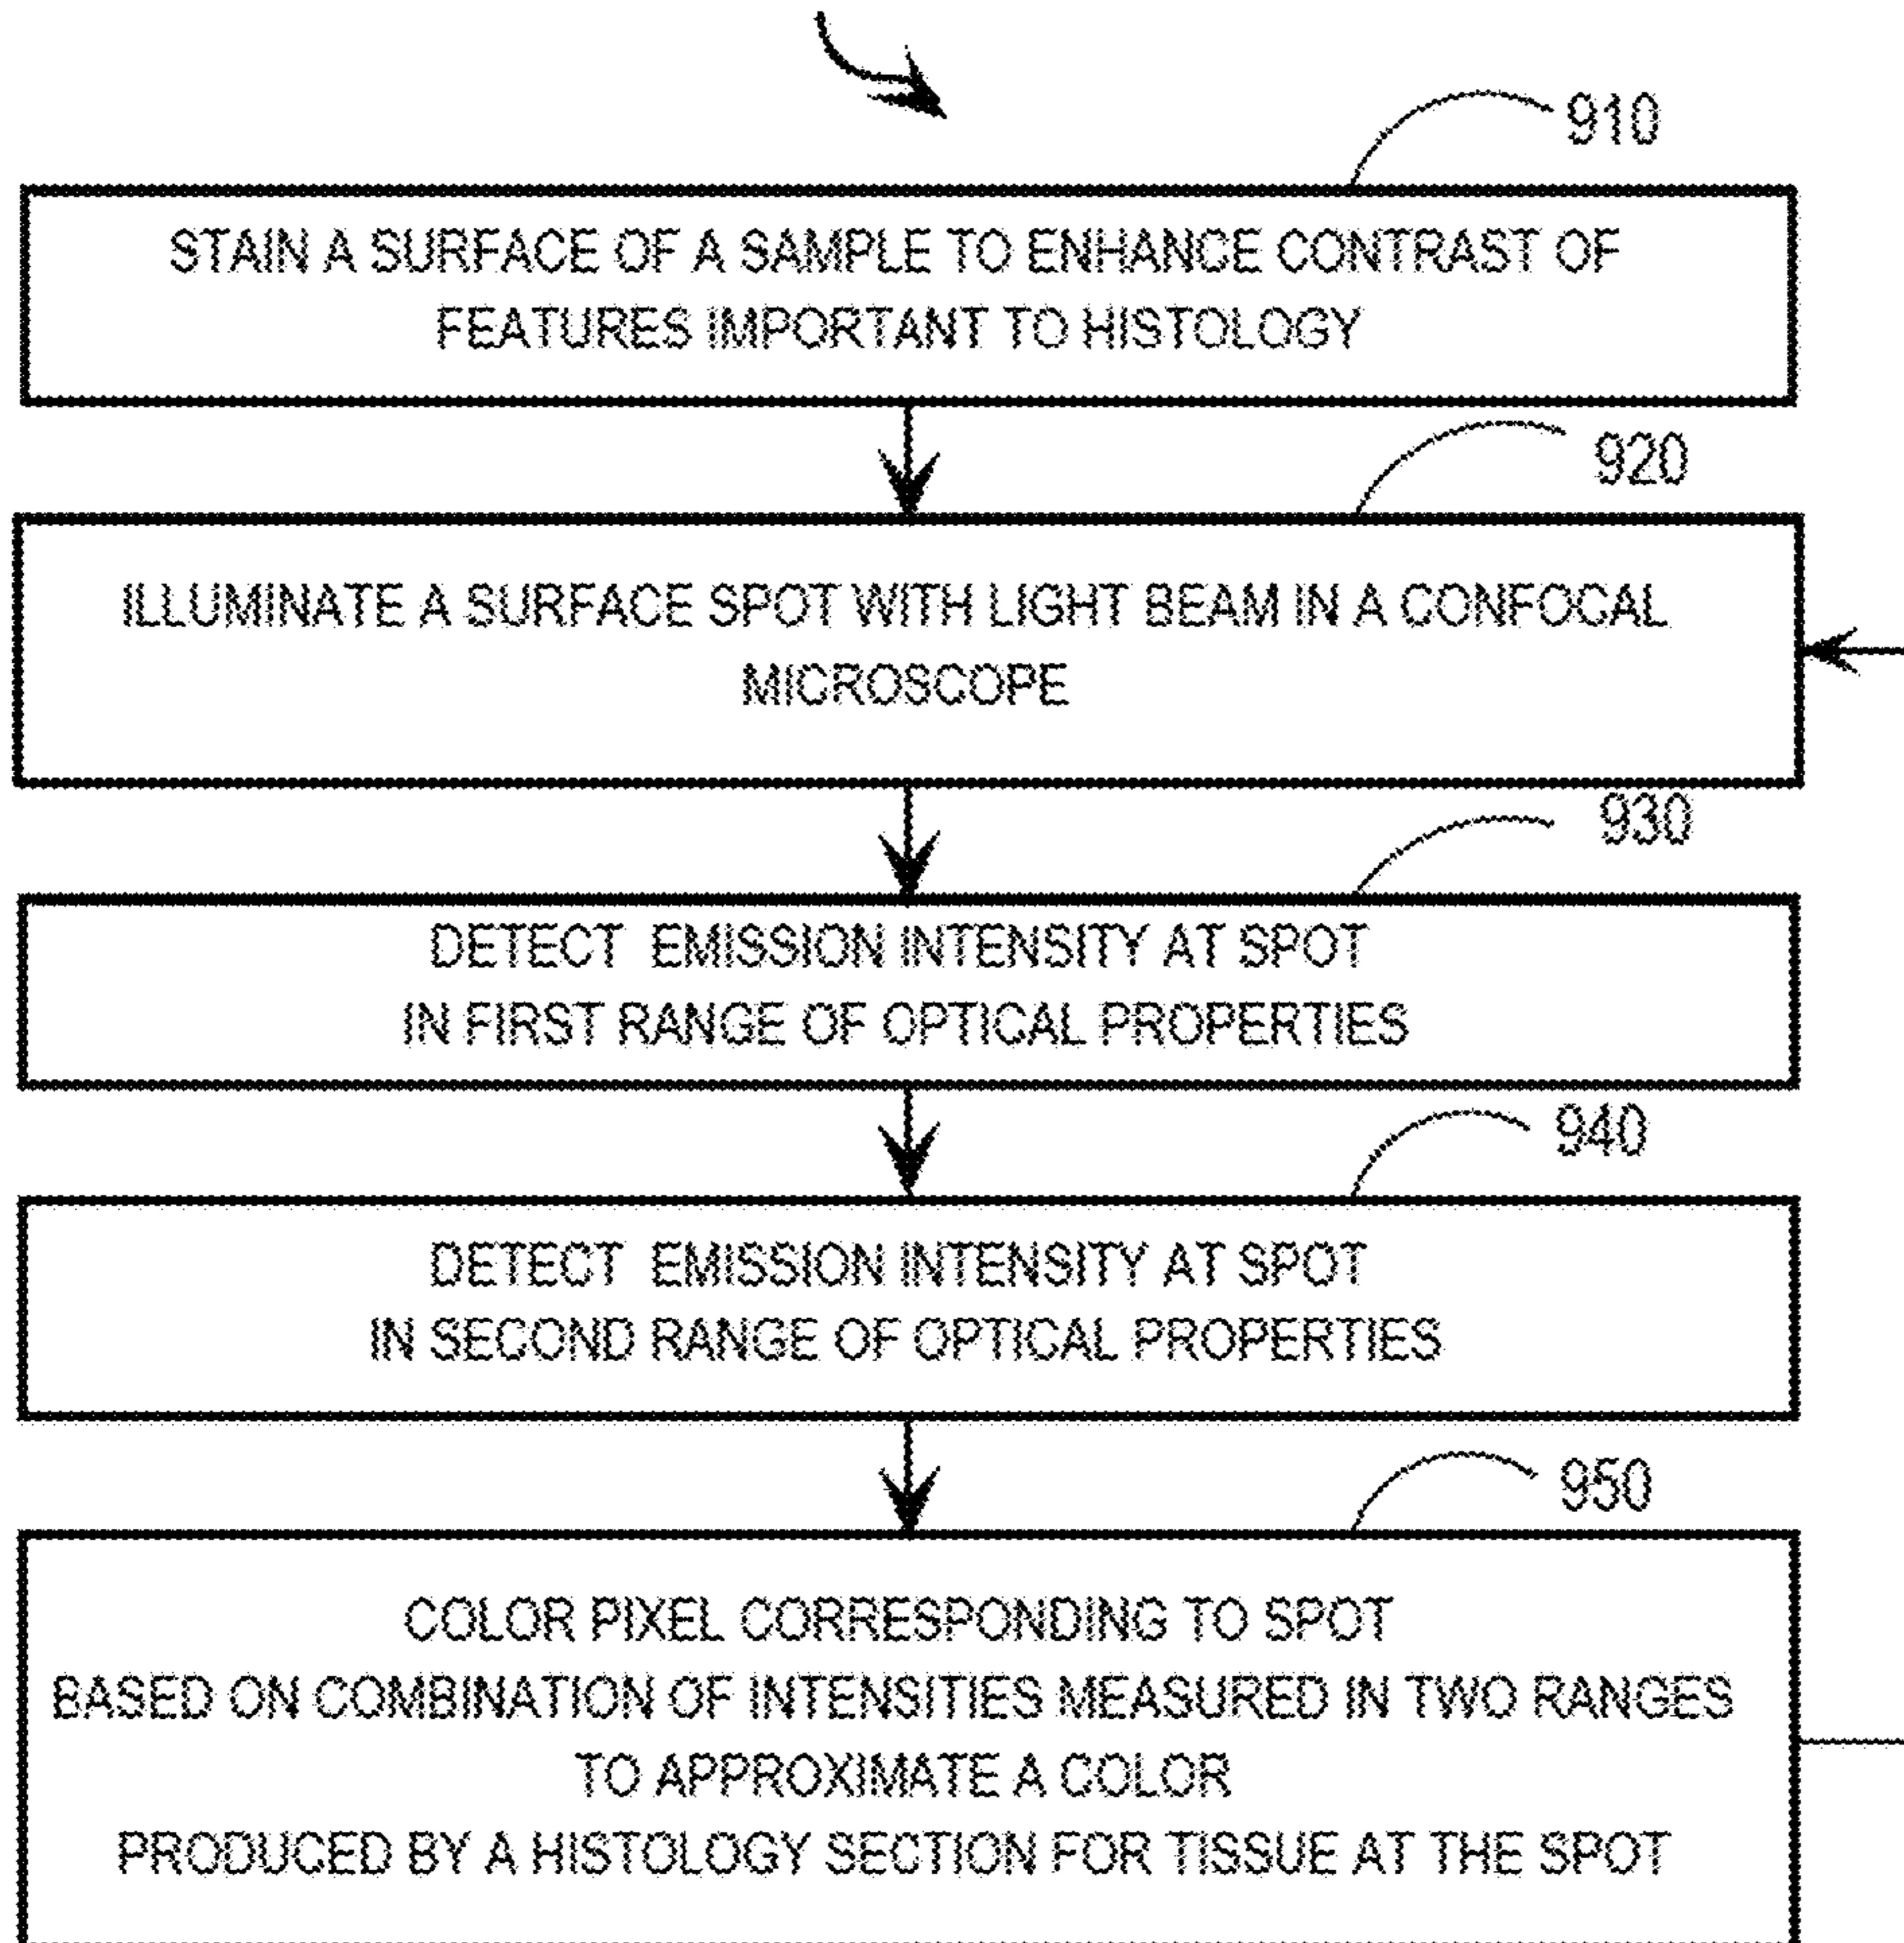 910
STAIN A SURFACE OF A SAMPLE TO ENHANCE CONTRAST OF
FEATURES IMPORTANT TO HISTOLOGY
920
ILLUMINATE A SURFACE SPOT WITH LIGHT BEAM IN A CONFOCAL
MICROSCOPE
930
DETECT EMISSION INTENSITY AT SPOT
IN FIRST RANGE OF OPTICAL PROPERTIES
940
DETECT EMISSION INTENSITY AT SPOT
IN SECOND RANGE OF OPTICAL PROPERTIES
950
COLOR PIXEL CORRESPONDING TO SPOT
BASED ON COMBINATION OF INTENSITIES MEASURED IN TWO RANGES
TO APPROXIMATE A COLOR
PRODUCED BY A HISTOLOGY SECTION FOR TISSUE AT THE SPOT